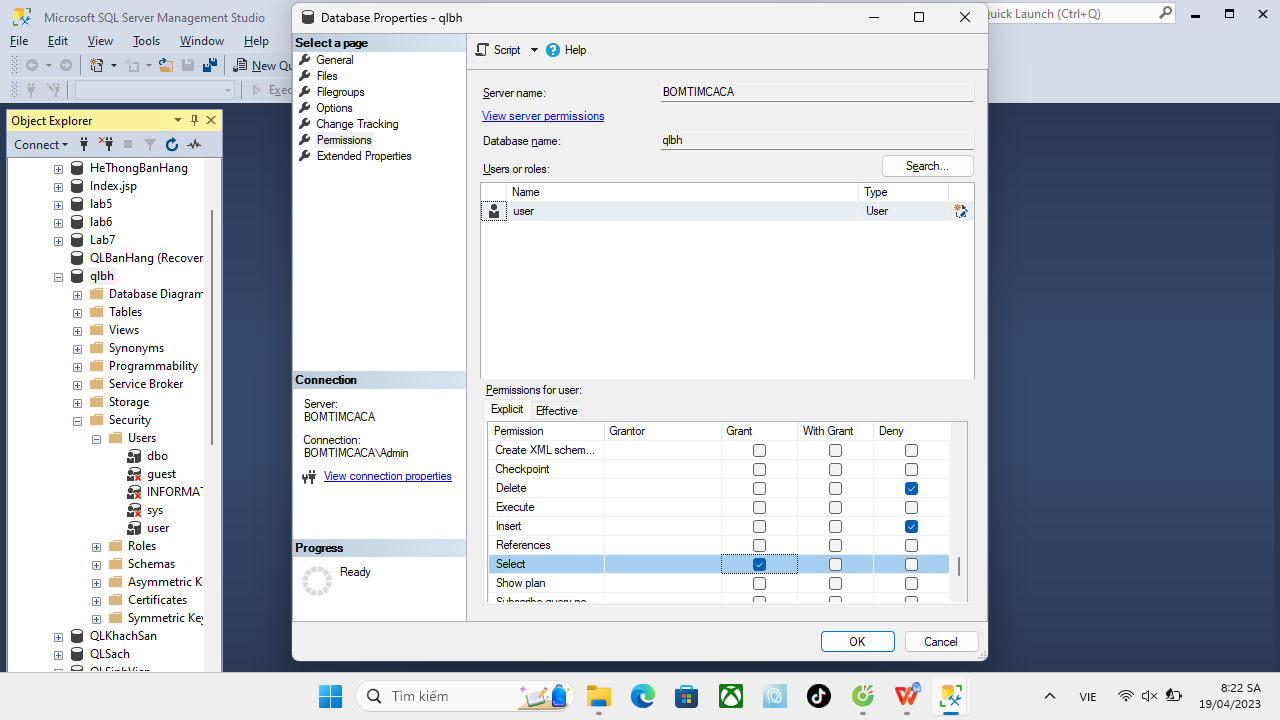 Microsoft SQL Server Management Studio
Quick Launch (Ctrl+Q)
File Edit View Tools Window Help
New Qu
Exec
Object Explorer
Connect
HeThongBanHang
Index.jsp
lab5
lab6
Lab7
QLBanHang (Recover
qlbh
Database Diagram
Tables
Views
Synonyms
Programmability
Service Broker
Storage
Security
Users
dbo
guest
INFORMAT
sys
user
Roles
Schemas
Asymmetric K
Certificates
Symmetric Key
QLKhachSan
QLSach
QLSinhVien
Database Properties - qlbh
Select a page
General
Files
Filegroups
Options
Change Tracking
Permissions
Extended Properties
Connection
Server:
BOMTIMCACA
Connection:
BOMTIMCACA\Admin
View connection properties
Progress
Ready
Script Help
Server name: BOMTIMCACA
View server permissions
Database name: qlbh
Users or roles: Search...
Name Type
user User
Permissions for user:
Explicit Effective
Permission Grantor Grant With Grant Deny
Create XML schem...
Checkpoint
Delete
Execute
Insert
References
Select
Show plan
Subscribe query no...
OK Cancel
Tìm kiếm
VIE
8:22 SA
19/04/2023